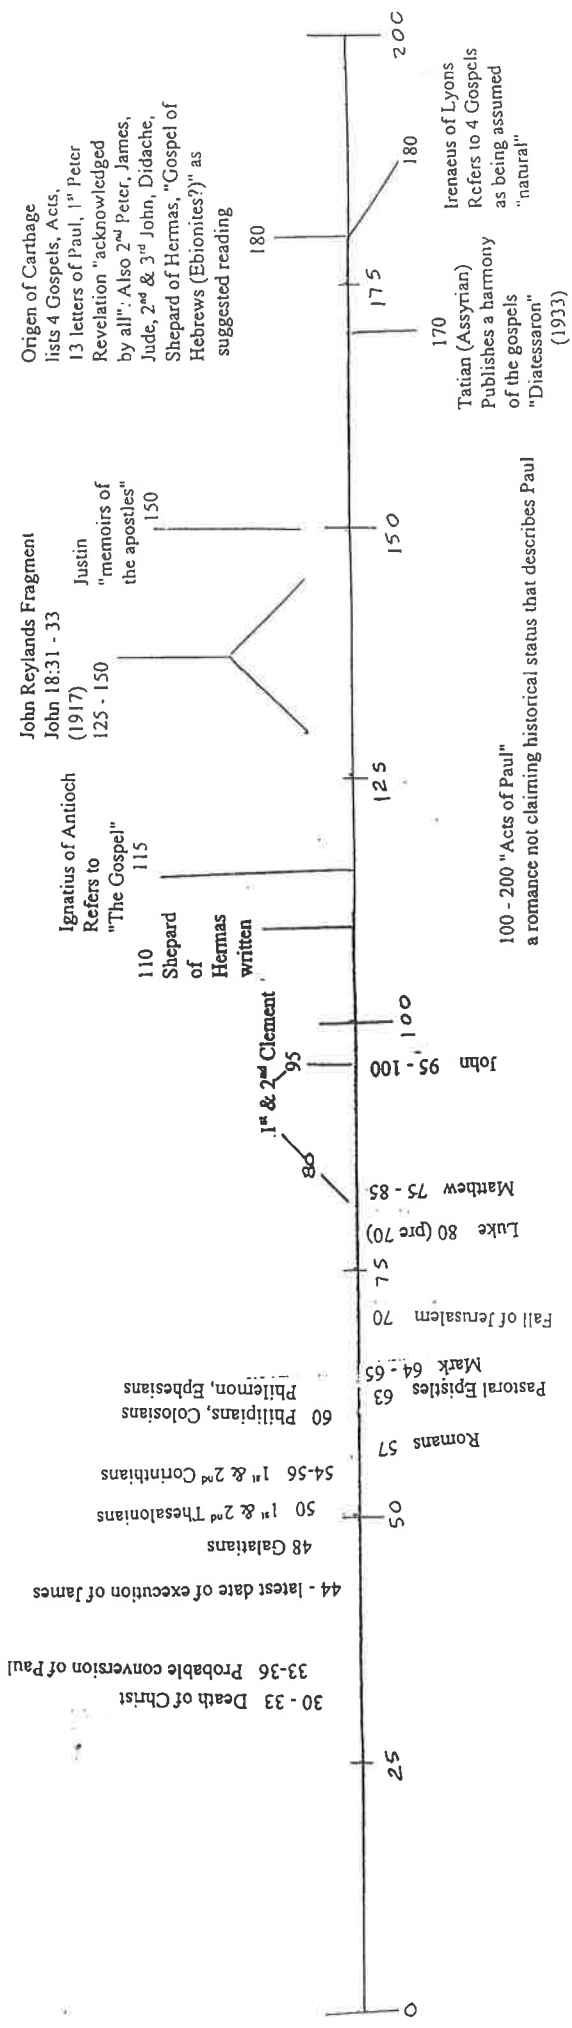 Origen of Carthage
lists 4 Gospels, Acts,
13 letters of Paul, 1st Peter
Revelation "acknowledged
by all": Also 2nd Peter, James,
Jude, 2nd & 3rd John, Didache,
Shepard of Hermas, "Gospel of
Hebrews (Ebionites?)" as
suggested reading
180
200
180
Irenaeus of Lyons
Refers to 4 Gospels
as being assumed
"natural"
175
170
Tatian (Assyrian)
Publishes a harmony
of the gospels
"Diatessaron"
(1933)
John Reylands Fragment
John 18:31 - 33
(1917)
125 - 150
Justin
"memoirs of
the apostles"
150
150
Ignatius of Antioch
Refers to
"The Gospel"
115
125
110
Shepard
of
Hermas
written
100 - 200 "Acts of Paul"
a romance not claiming historical status that describes Paul
1st & 2nd Clement
95
80
100
John 95 - 100
Matthew 75 - 85
Luke 80 (pre 70)
75
Fall of Jerusalem 70
Mark 64 - 65
Pastoral Epistles 63
60 Philipians, Colosians
Philemon, Ephesians
Romans 57
54-56 1st & 2nd Corinthians
50 1st & 2nd Thesalonians
50
48 Galatians
44 - latest date of execution of James
33-36 Probable conversion of Paul
30 - 33 Death of Christ
25
0